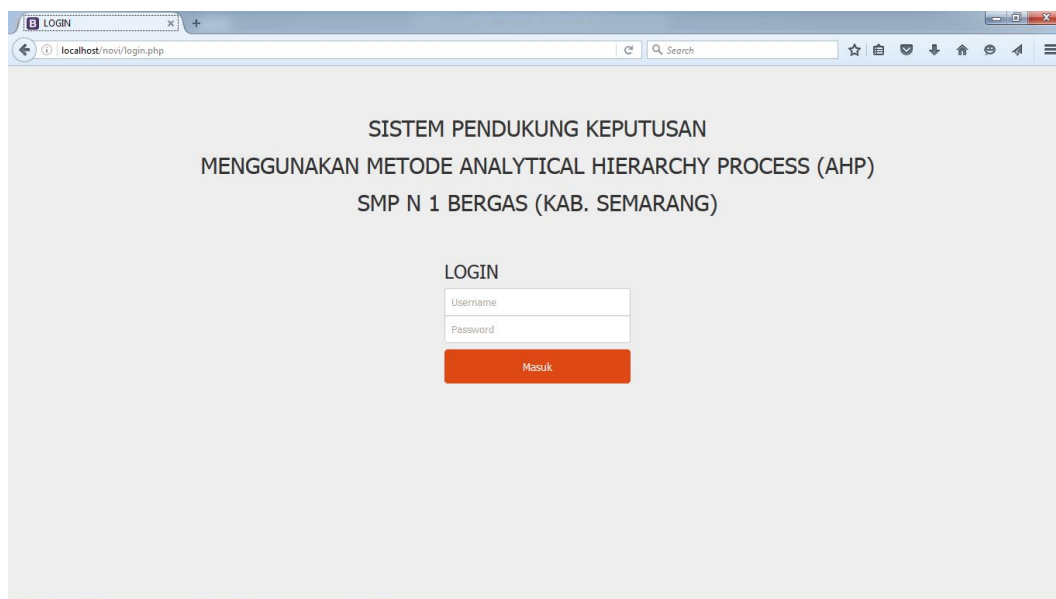 B LOGIN
localhost/novi/login.php
Search
SISTEM PENDUKUNG KEPUTUSAN
MENGGUNAKAN METODE ANALYTICAL HIERARCHY PROCESS (AHP)
SMP N 1 BERGAS (KAB. SEMARANG)
LOGIN
Username
Password
Masuk